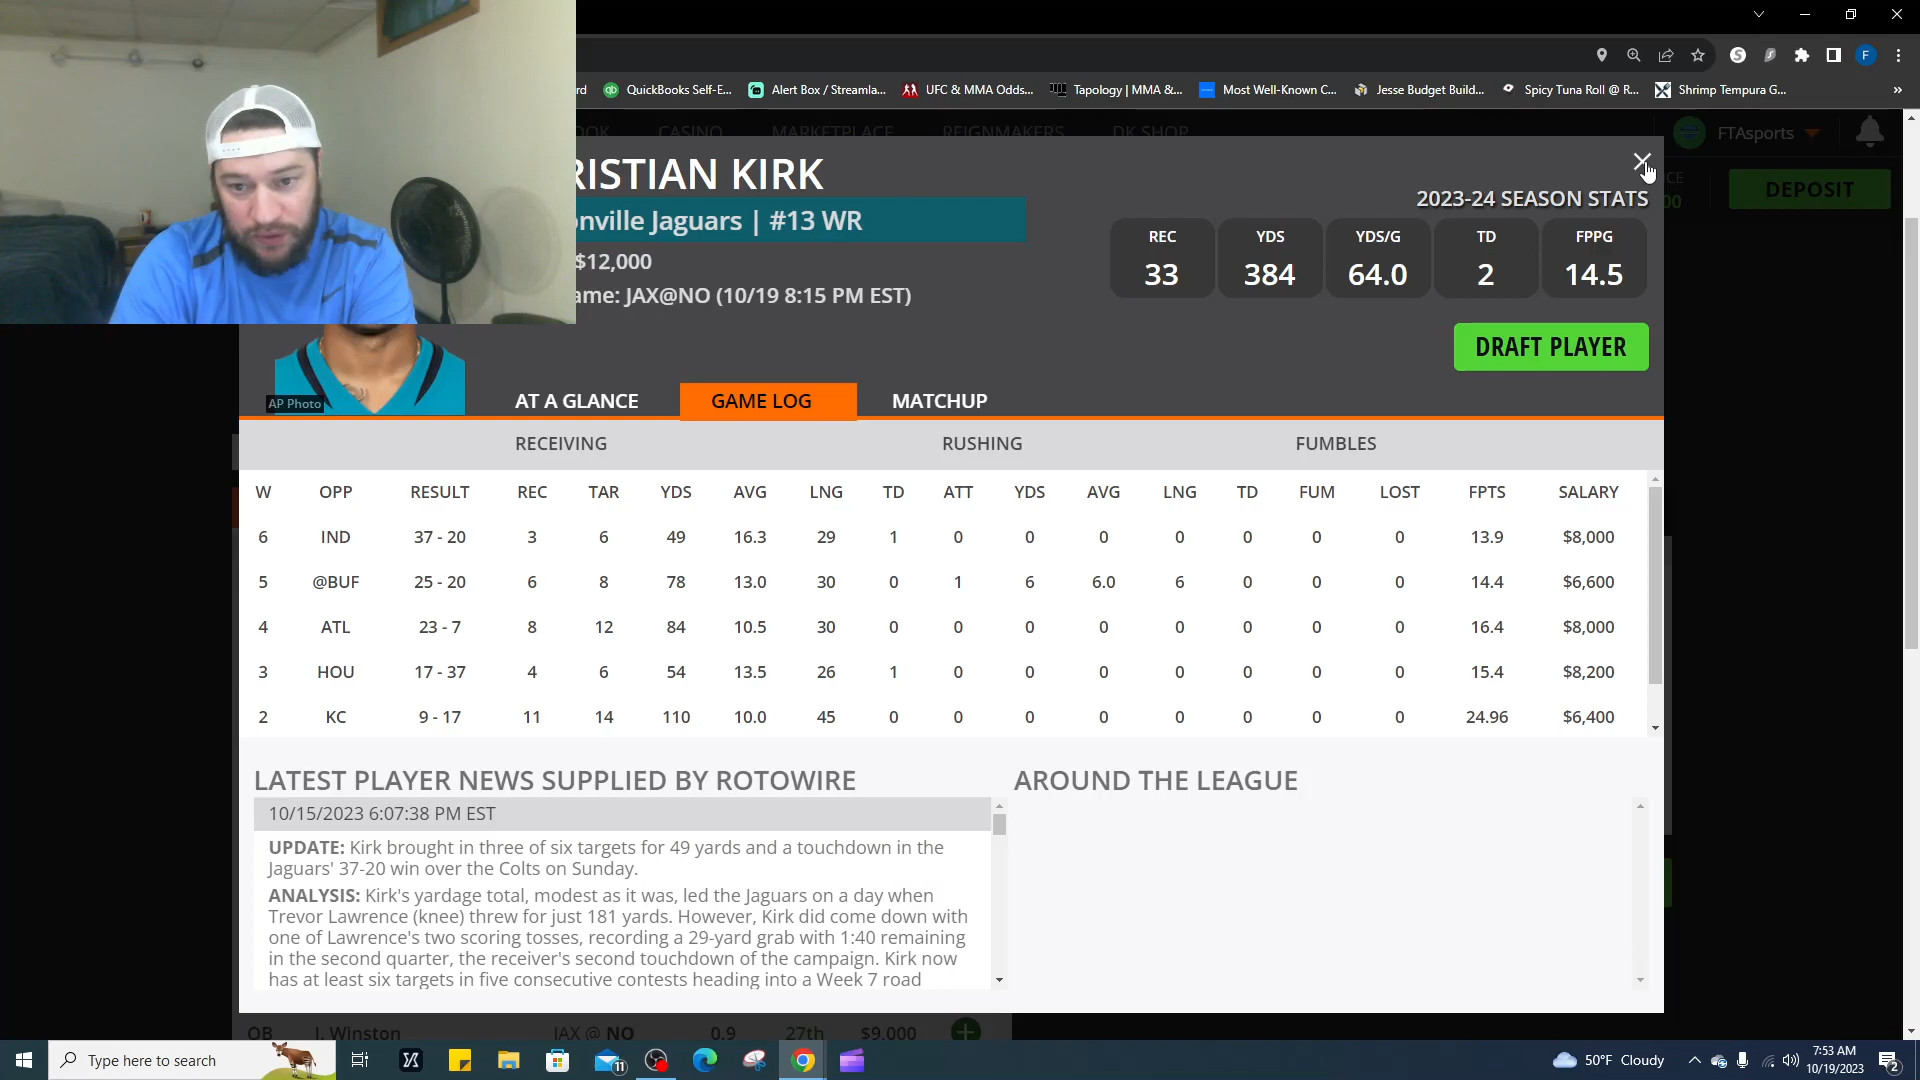 rd QuickBooks Self-E... Alert Box / Streamla... UFC & MMA Odds... Tapology | MMA &... Most Well-Known C... Jesse Budget Build... Spicy Tuna Roll @ R... Shrimp Tempura G... »
OOK CASINO MARKETPLACE REIGNMAKERS DK SHOP FTAsports
RISTIAN KIRK
onville Jaguars | #13 WR
$12,000
ame: JAX@NO (10/19 8:15 PM EST)
2023-24 SEASON STATS
REC YDS YDS/G TD FPPG
33 384 64.0 2 14.5
DEPOSIT
DRAFT PLAYER
AP Photo
AT A GLANCE GAME LOG MATCHUP
RECEIVING RUSHING FUMBLES
W OPP RESULT REC TAR YDS AVG LNG TD ATT YDS AVG LNG TD FUM LOST FPTS SALARY
6 IND 37 - 20 3 6 49 16.3 29 1 0 0 0 0 0 0 0 13.9 $8,000
5 @BUF 25 - 20 6 8 78 13.0 30 0 1 6 6.0 6 0 0 0 14.4 $6,600
4 ATL 23 - 7 8 12 84 10.5 30 0 0 0 0 0 0 0 0 16.4 $8,000
3 HOU 17 - 37 4 6 54 13.5 26 1 0 0 0 0 0 0 0 15.4 $8,200
2 KC 9 - 17 11 14 110 10.0 45 0 0 0 0 0 0 0 0 24.96 $6,400
LATEST PLAYER NEWS SUPPLIED BY ROTOWIRE
10/15/2023 6:07:38 PM EST
UPDATE: Kirk brought in three of six targets for 49 yards and a touchdown in the
Jaguars' 37-20 win over the Colts on Sunday.
ANALYSIS: Kirk's yardage total, modest as it was, led the Jaguars on a day when
Trevor Lawrence (knee) threw for just 181 yards. However, Kirk did come down with
one of Lawrence's two scoring tosses, recording a 29-yard grab with 1:40 remaining
in the second quarter, the receiver's second touchdown of the campaign. Kirk now
has at least six targets in five consecutive contests heading into a Week 7 road
AROUND THE LEAGUE
QB J. Winston JAX @ NO 0.9 27th $9,000
Type here to search
11
50°F Cloudy
7:53 AM
10/19/2023
2